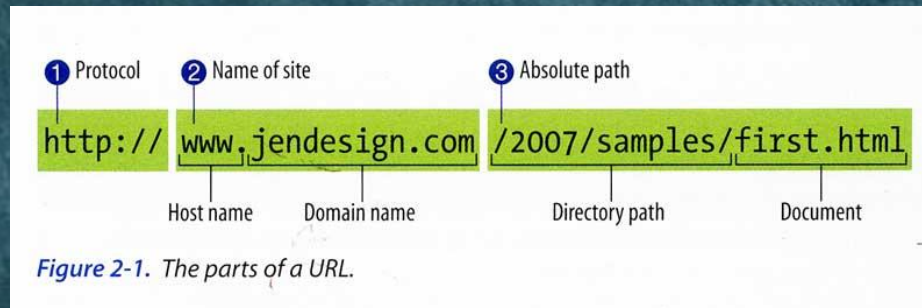 1 Protocol 2 Name of site 3 Absolute path
http:// www.jendesign.com /2007/samples/first.html
Host name Domain name Directory path Document
Figure 2-1. The parts of a URL.